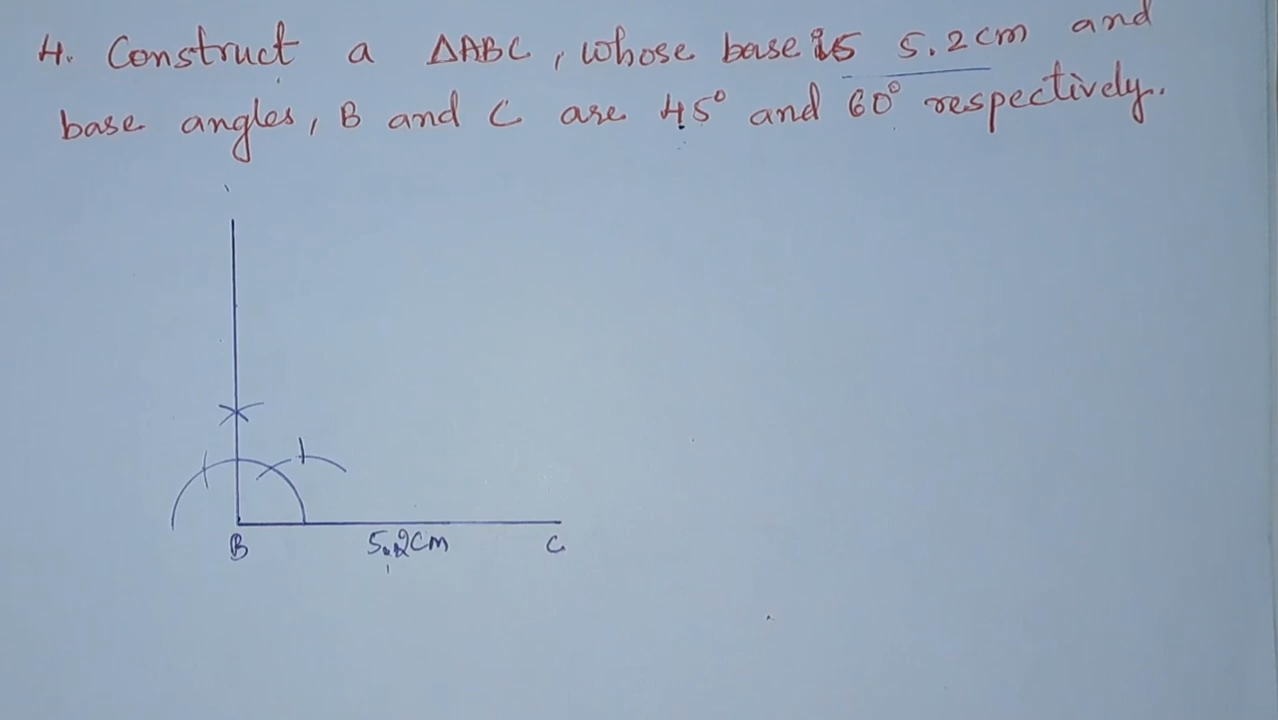 4. Construct a ΔABC, whose base is 5.2cm and
base angles, B and C are 45° and 60° respectively.
B 5.2cm C